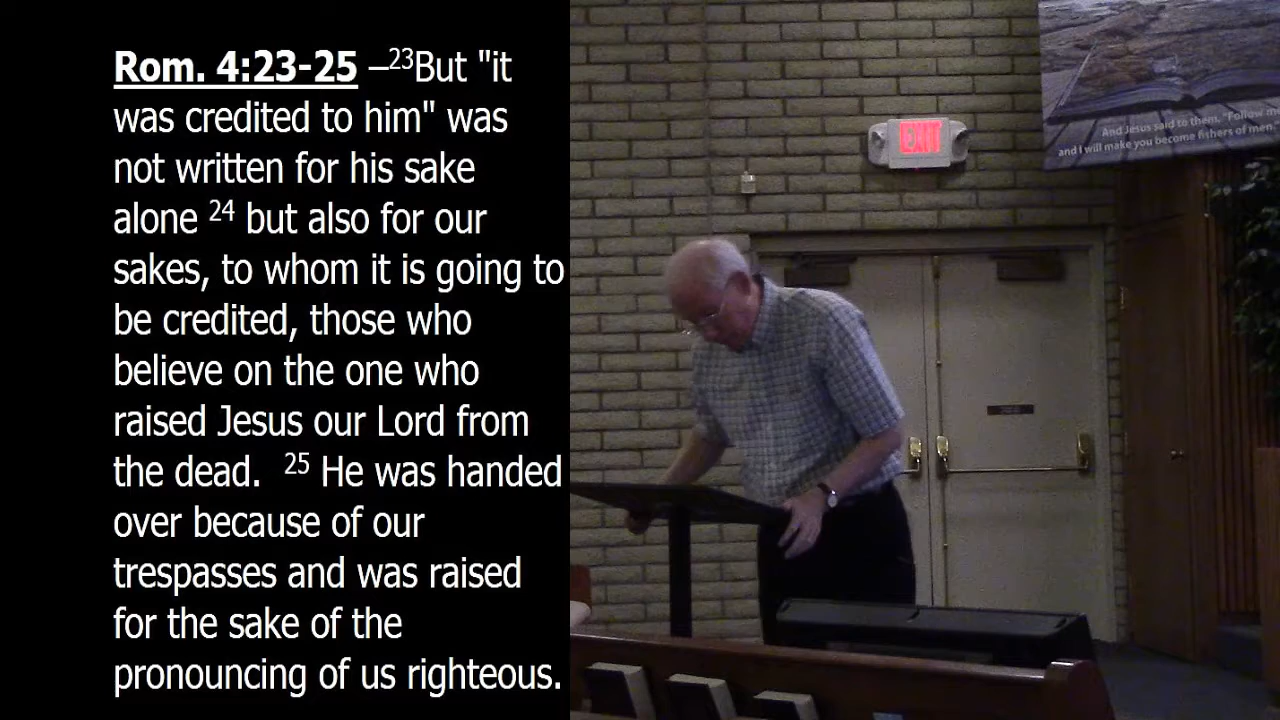 Rom. 4:23-25 –23But "it
was credited to him" was
not written for his sake
alone 24 but also for our
sakes, to whom it is going to
be credited, those who
believe on the one who
raised Jesus our Lord from
the dead. 25 He was handed
over because of our
trespasses and was raised
for the sake of the
pronouncing of us righteous.
EXIT
And Jesus said to them, "Follow me
and I will make you become fishers of men."